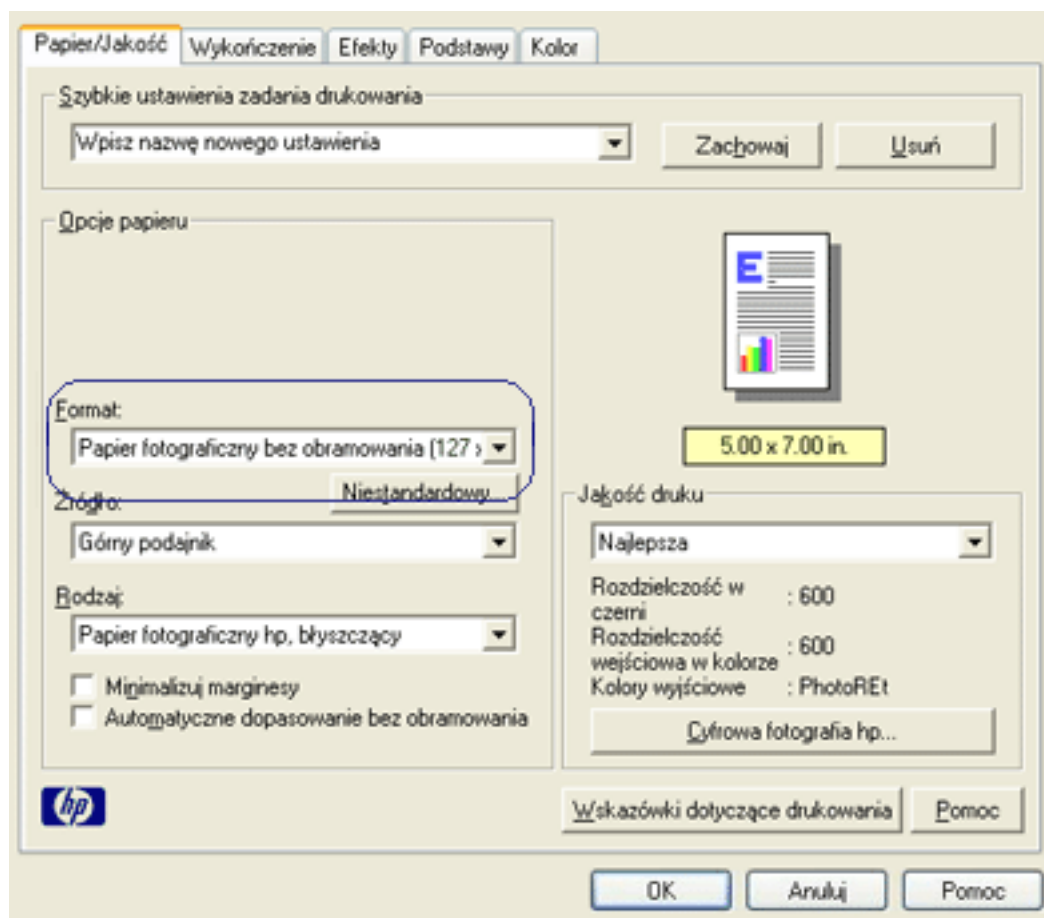 Papier/Jakość Wykończenie Efekty Podstawy Kolor
Szybkie ustawienia zadania drukowania
Wpisz nazwę nowego ustawienia
Zachowaj
Usuń
Opcje papieru
E
Format:
Papier fotograficzny bez obramowania (127 x
5.00 x 7.00 in.
Niestandardowy...
Źródło:
Górny podajnik
Rodzaj:
Papier fotograficzny hp, błyszczący
Minimalizuj marginesy
Automatyczne dopasowanie bez obramowania
Jakość druku
Najlepsza
Rozdzielczość w
czerni
: 600
Rozdzielczość
wejściowa w kolorze
: 600
Kolory wyjściowe : PhotoREt
Cyfrowa fotografia hp...
hp
Wskazówki dotyczące drukowania
Pomoc
OK
Anuluj
Pomoc